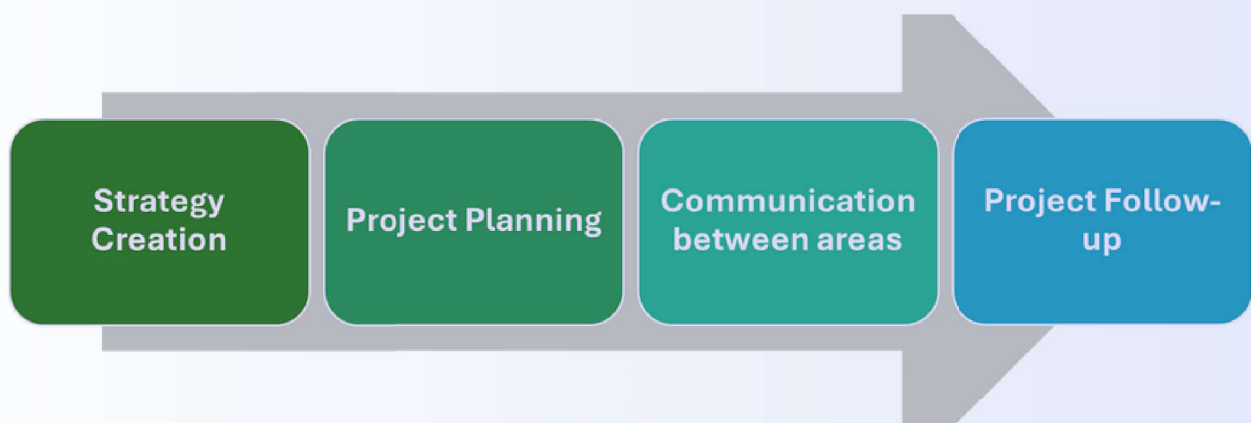 Strategy
Creation
Project Planning
Communication
between areas
Project Follow-
up